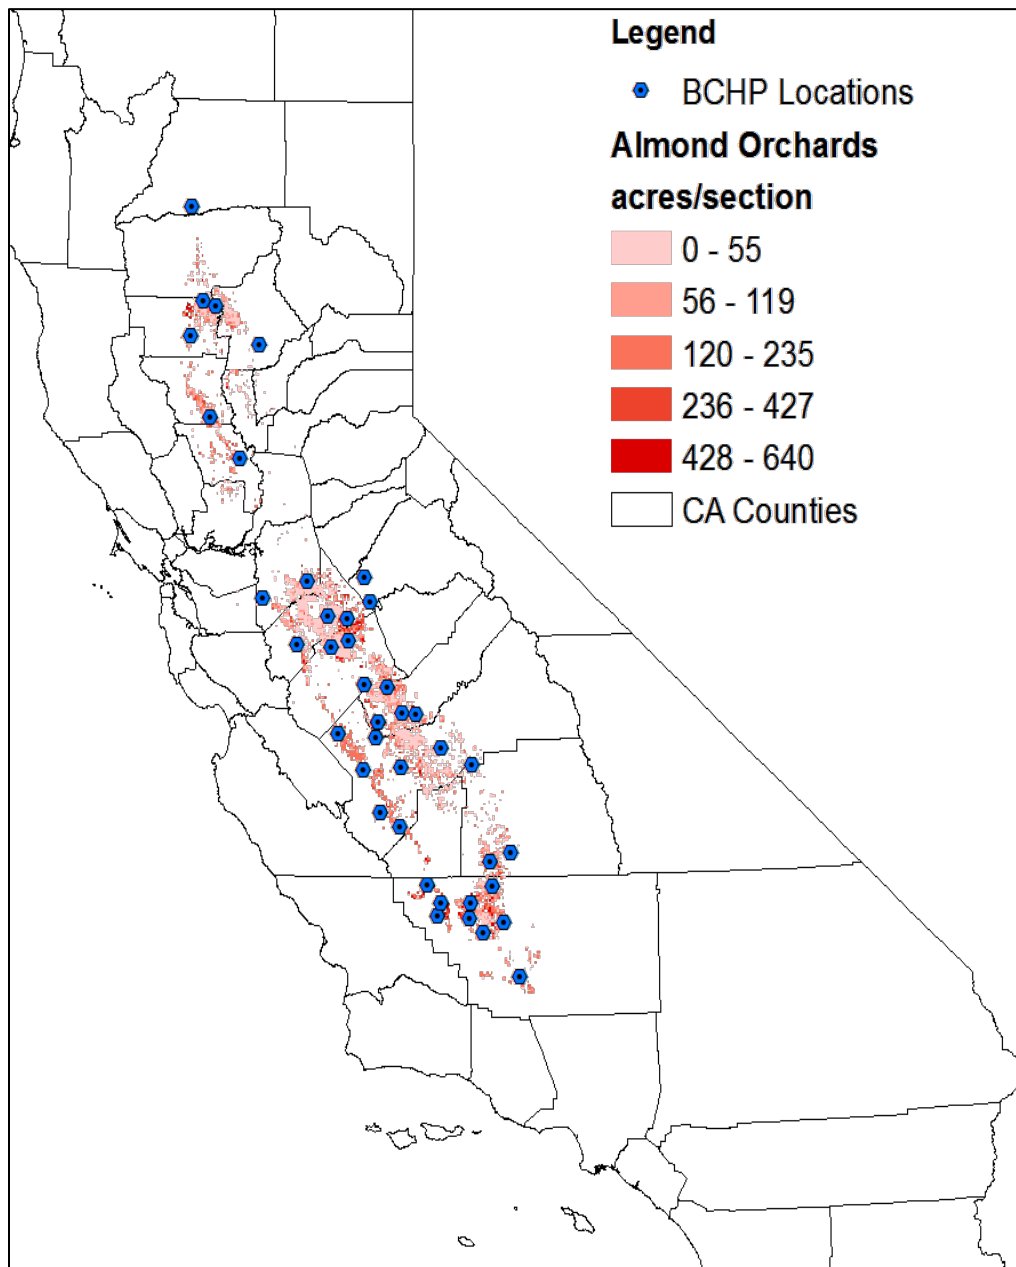 Legend
BCHP Locations
Almond Orchards
acres/section
0 - 55
56 - 119
120 - 235
236 - 427
428 - 640
CA Counties